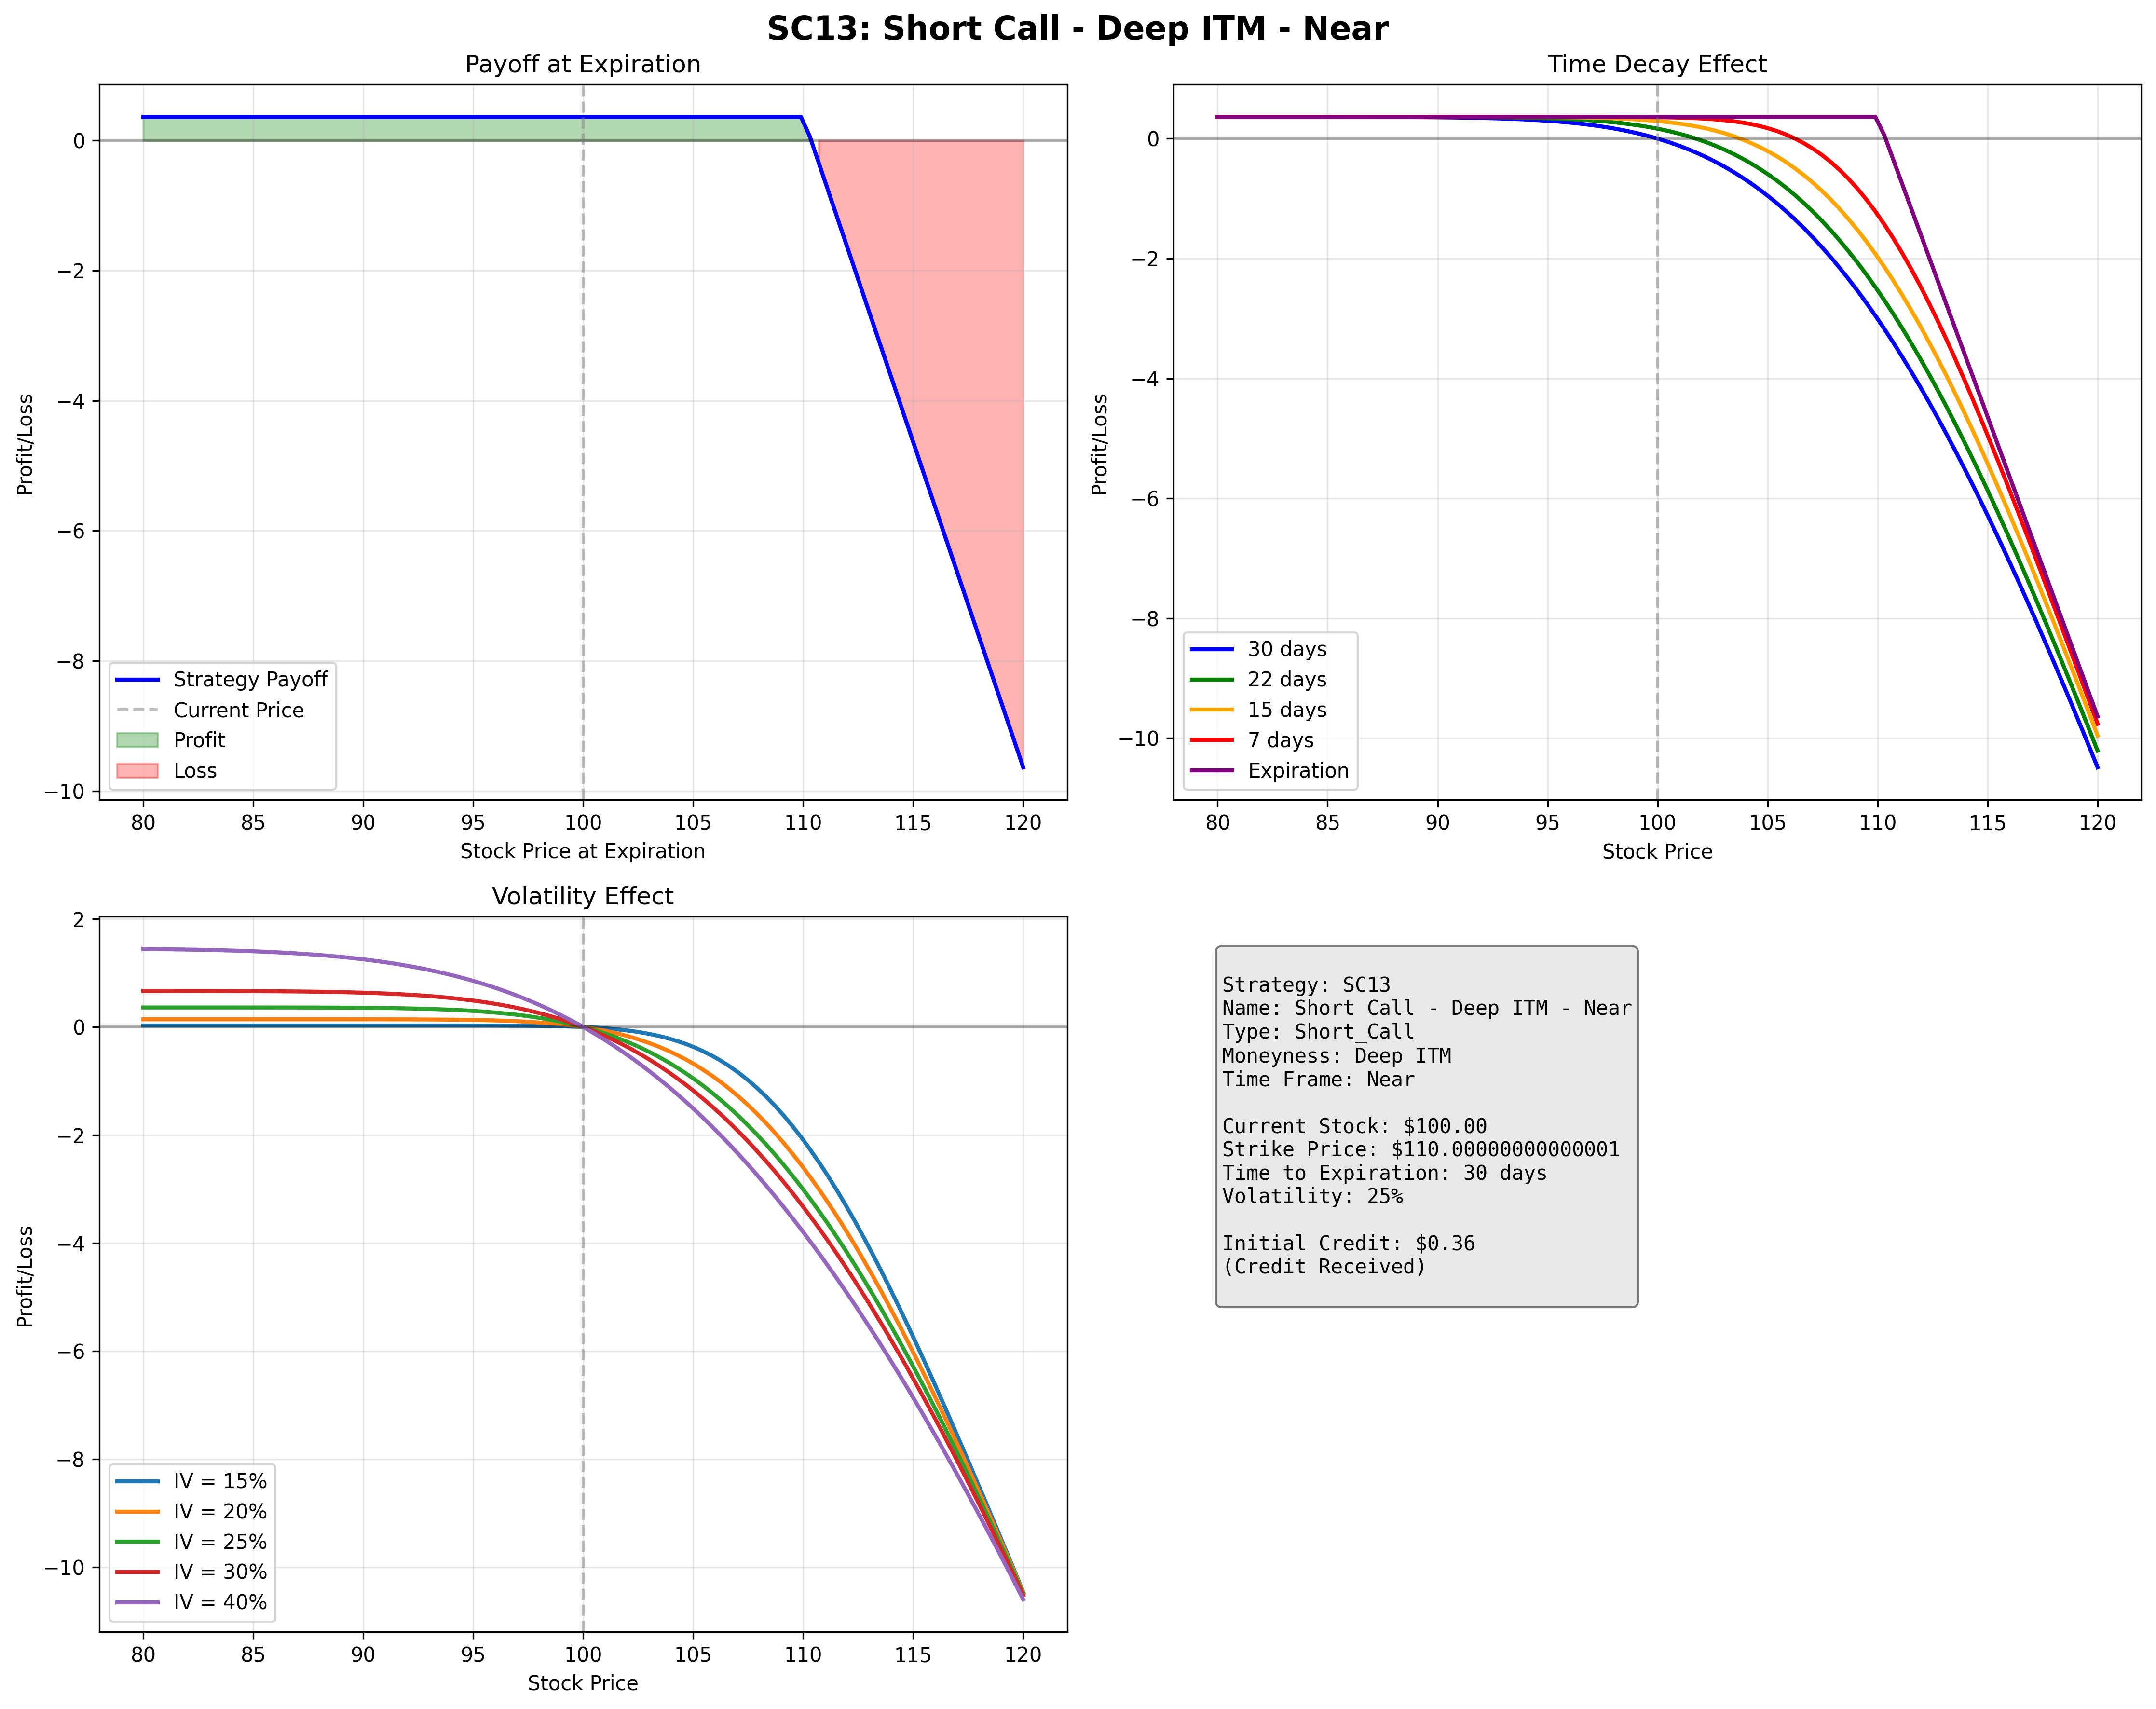 SC13: Short Call - Deep ITM - Near
Payoff at Expiration
Profit/Loss
0
−2
−4
−6
−8
−10
Strategy Payoff
Current Price
Profit
Loss
80 85 90 95 100 105 110 115 120
Stock Price at Expiration
Time Decay Effect
Profit/Loss
0
−2
−4
−6
−8
−10
30 days
22 days
15 days
7 days
Expiration
80 85 90 95 100 105 110 115 120
Stock Price
Volatility Effect
Profit/Loss
2
0
−2
−4
−6
−8
−10
IV = 15%
IV = 20%
IV = 25%
IV = 30%
IV = 40%
80 85 90 95 100 105 110 115 120
Stock Price
Strategy: SC13
Name: Short Call - Deep ITM - Near
Type: Short_Call
Moneyness: Deep ITM
Time Frame: Near
Current Stock: $100.00
Strike Price: $110.00000000000001
Time to Expiration: 30 days
Volatility: 25%
Initial Credit: $0.36
(Credit Received)